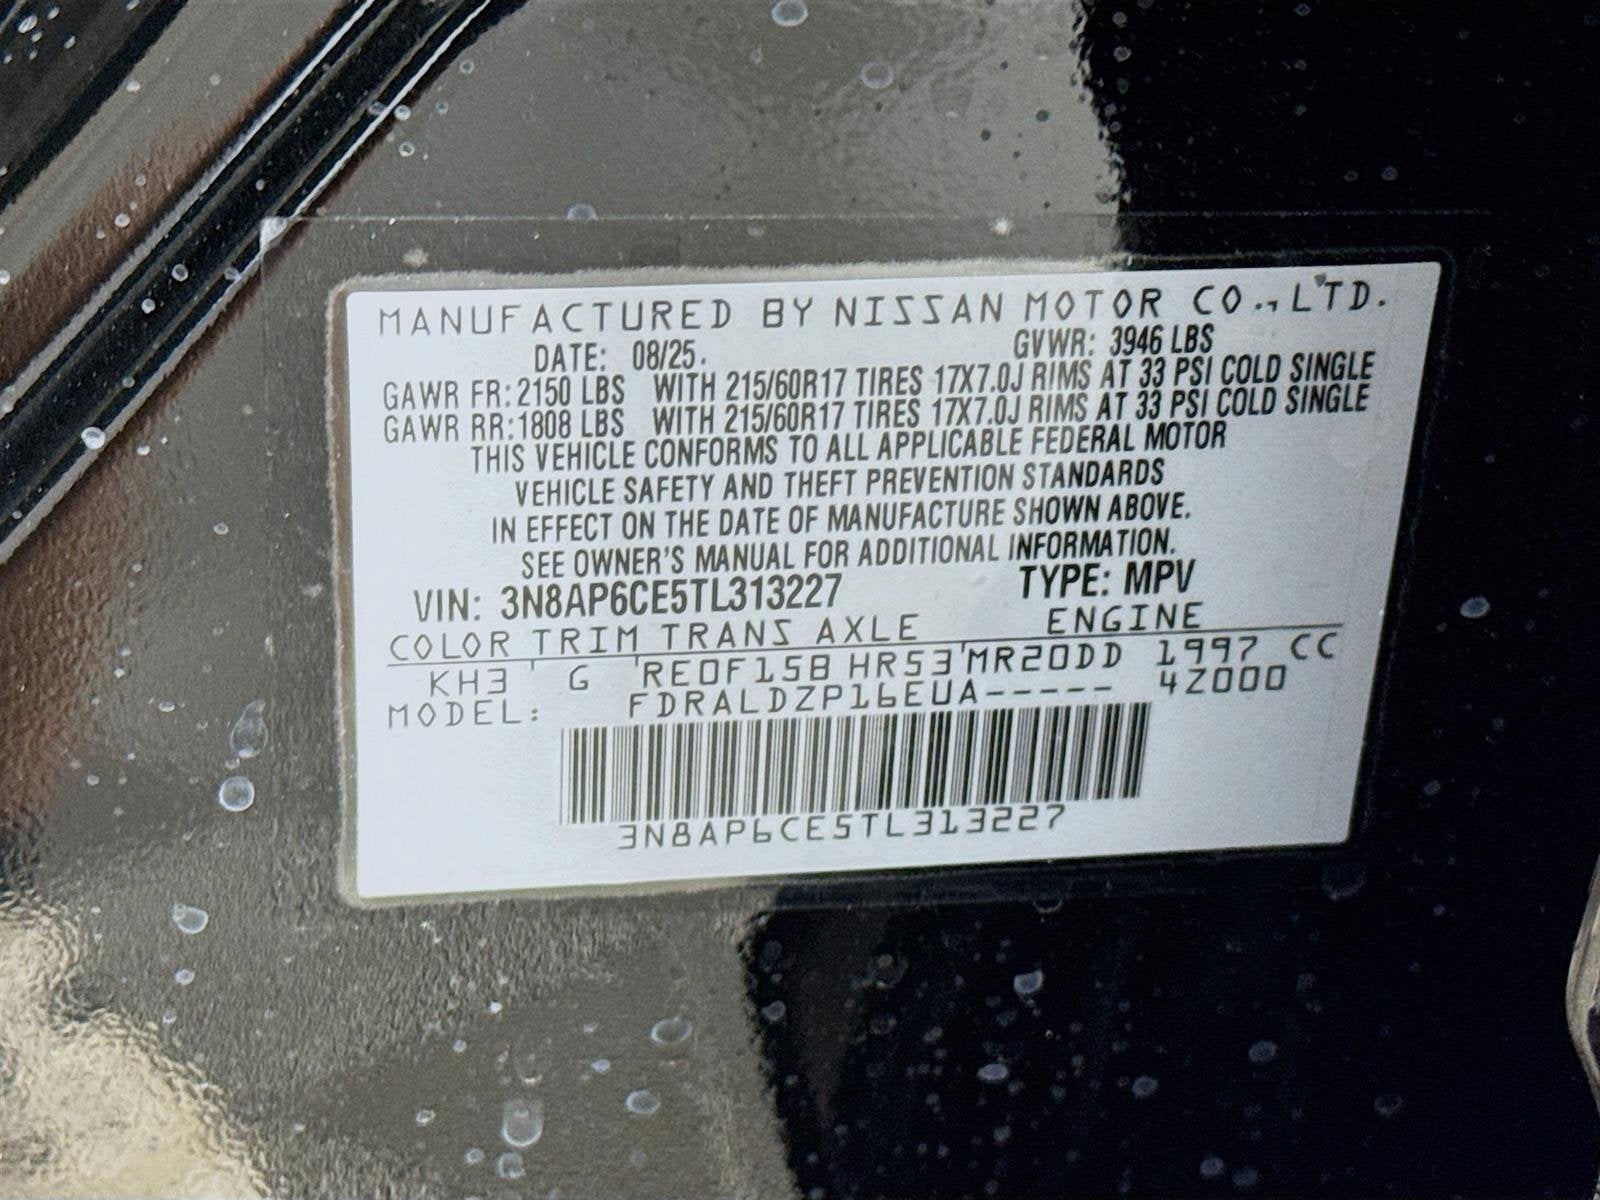 MANUFACTURED BY NISSAN MOTOR CO., LTD.
DATE: 08/25. GVWR: 3946 LBS
GAWR FR: 2150 LBS WITH 215/60R17 TIRES 17X7.0J RIMS AT 33 PSI COLD SINGLE
GAWR RR: 1808 LBS WITH 215/60R17 TIRES 17X7.0J RIMS AT 33 PSI COLD SINGLE
THIS VEHICLE CONFORMS TO ALL APPLICABLE FEDERAL MOTOR
VEHICLE SAFETY AND THEFT PREVENTION STANDARDS
IN EFFECT ON THE DATE OF MANUFACTURE SHOWN ABOVE.
SEE OWNER'S MANUAL FOR ADDITIONAL INFORMATION.
VIN: 3N8AP6CE5TL313227 TYPE: MPV
COLOR TRIM TRANS AXLE ENGINE
KH3 G RE0F15B HR53 MR20DD 1997 CC
MODEL: FDRALDZP16EUA----- 4Z000
3N8AP6CE5TL313227